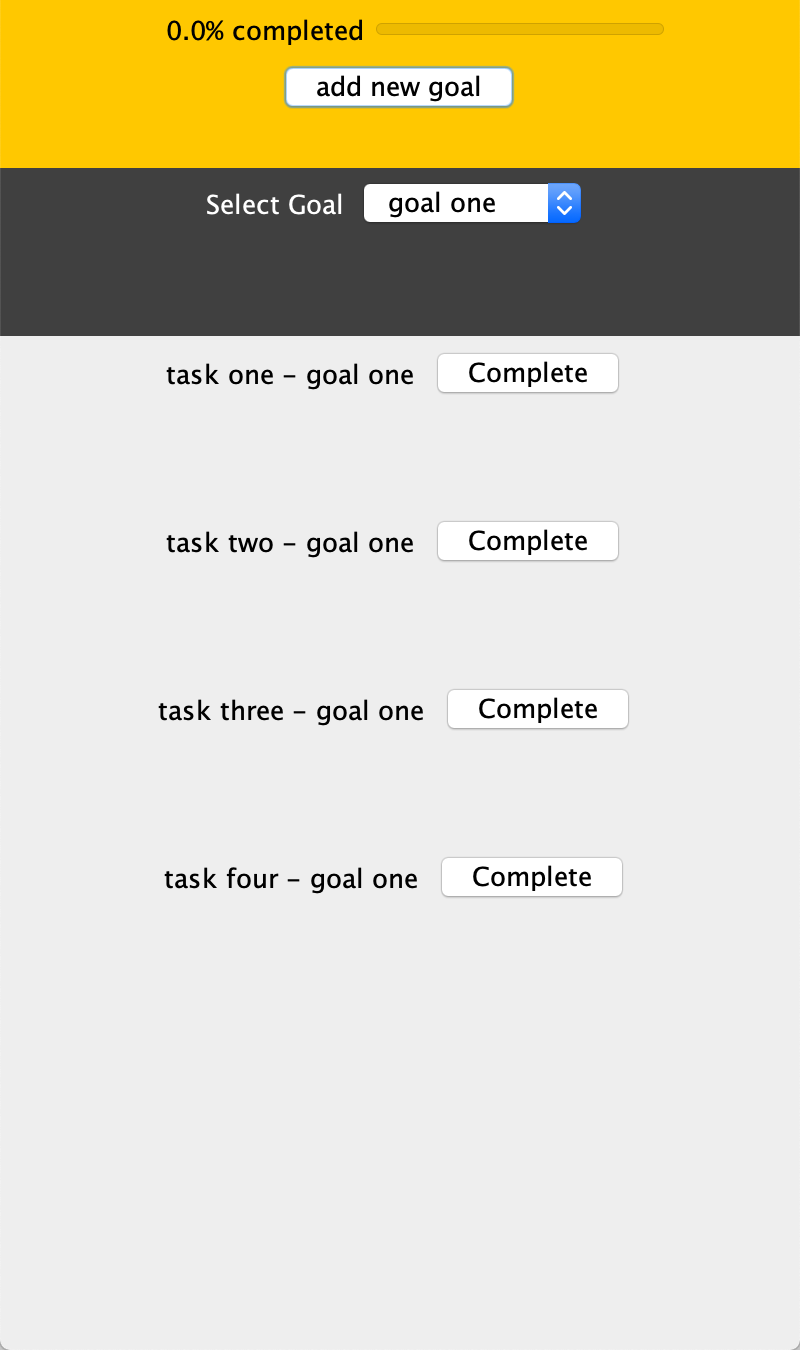 0.0% completed
add new goal
Select Goal goal one
task one – goal one Complete
task two – goal one Complete
task three – goal one Complete
task four – goal one Complete